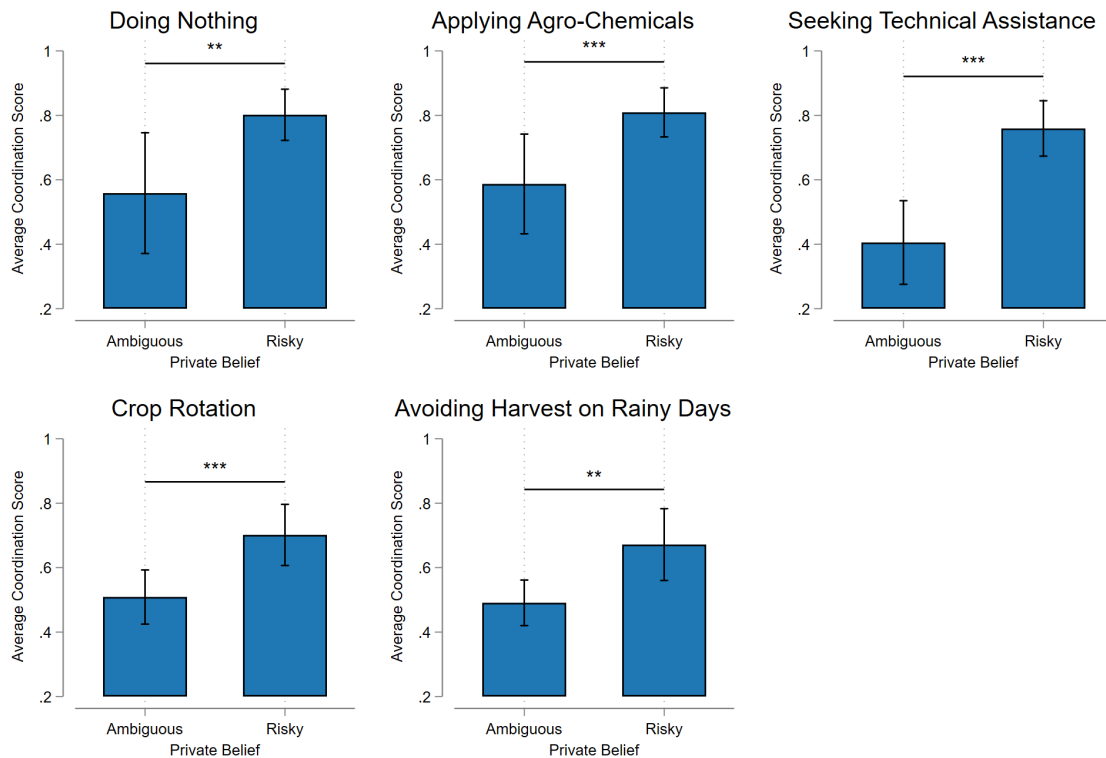 Doing Nothing
**
Average Coordination Score
1
.8
.6
.4
.2
Ambiguous
Risky
Private Belief
Applying Agro-Chemicals
***
Average Coordination Score
1
.8
.6
.4
.2
Ambiguous
Risky
Private Belief
Seeking Technical Assistance
***
Average Coordination Score
1
.8
.6
.4
.2
Ambiguous
Risky
Private Belief
Crop Rotation
***
Average Coordination Score
1
.8
.6
.4
.2
Ambiguous
Risky
Private Belief
Avoiding Harvest on Rainy Days
**
Average Coordination Score
1
.8
.6
.4
.2
Ambiguous
Risky
Private Belief